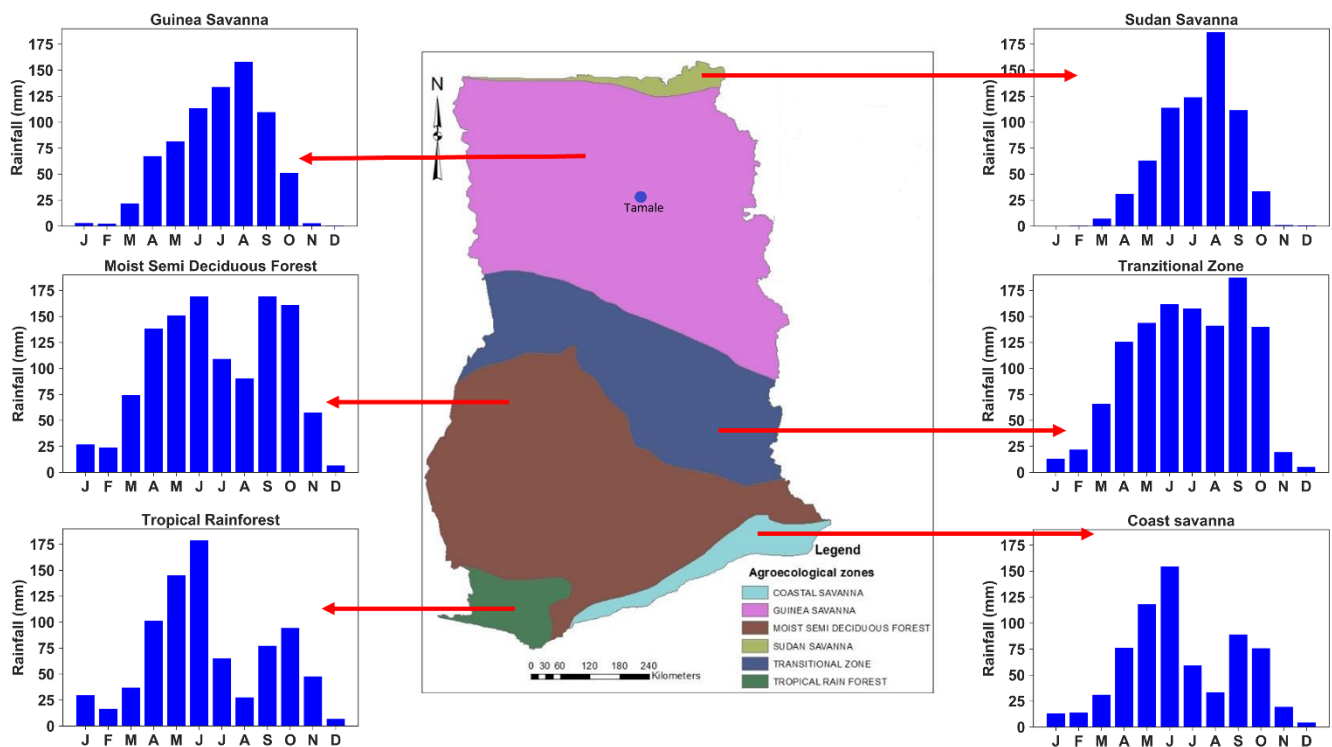 Guinea Savanna
Rainfall (mm)
175
150
125
100
75
50
25
0
J F M A M J J A S O N D
Moist Semi Deciduous Forest
Rainfall (mm)
175
150
125
100
75
50
25
0
J F M A M J J A S O N D
Tropical Rainforest
Rainfall (mm)
175
150
125
100
75
50
25
0
J F M A M J J A S O N D
N
Tamale
Legend
Agroecological zones
COASTAL SAVANNA
GUINEA SAVANNA
MOIST SEMI DECIDUOUS FOREST
SUDAN SAVANNA
TRANSITIONAL ZONE
TROPICAL RAIN FOREST
0 30 60 120 180 240
Kilometers
Sudan Savanna
Rainfall (mm)
175
150
125
100
75
50
25
0
J F M A M J J A S O N D
Tranzitional Zone
Rainfall (mm)
175
150
125
100
75
50
25
0
J F M A M J J A S O N D
Coast savanna
Rainfall (mm)
175
150
125
100
75
50
25
0
J F M A M J J A S O N D